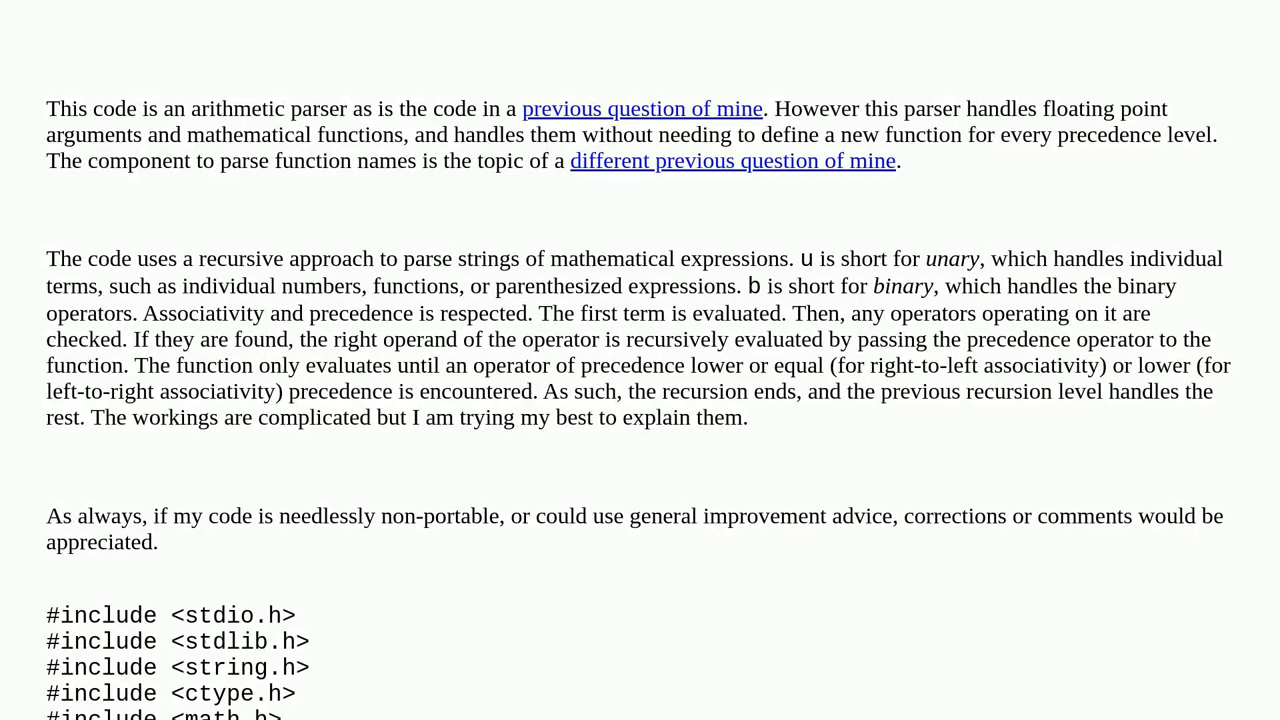 This code is an arithmetic parser as is the code in a previous question of mine. However this parser handles floating point
arguments and mathematical functions, and handles them without needing to define a new function for every precedence level.
The component to parse function names is the topic of a different previous question of mine.
The code uses a recursive approach to parse strings of mathematical expressions. u is short for unary, which handles individual
terms, such as individual numbers, functions, or parenthesized expressions. b is short for binary, which handles the binary
operators. Associativity and precedence is respected. The first term is evaluated. Then, any operators operating on it are
checked. If they are found, the right operand of the operator is recursively evaluated by passing the precedence operator to the
function. The function only evaluates until an operator of precedence lower or equal (for right-to-left associativity) or lower (for
left-to-right associativity) precedence is encountered. As such, the recursion ends, and the previous recursion level handles the
rest. The workings are complicated but I am trying my best to explain them.
As always, if my code is needlessly non-portable, or could use general improvement advice, corrections or comments would be
appreciated.
#include <stdio.h>
#include <stdlib.h>
#include <string.h>
#include <ctype.h>
#include <math.h>